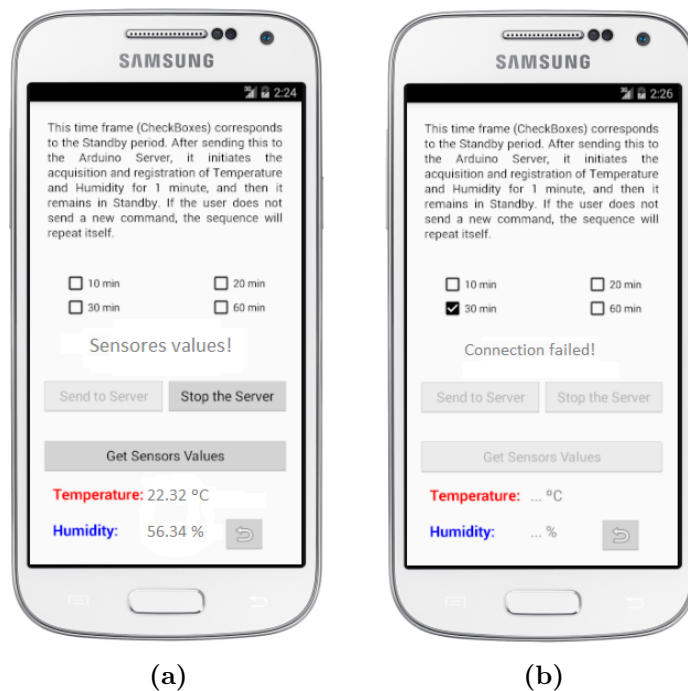 SAMSUNG
3G 2:24
This time frame (CheckBoxes) corresponds
to the Standby period. After sending this to
the Arduino Server, it initiates the
acquisition and registration of Temperature
and Humidity for 1 minute, and then it
remains in Standby. If the user does not
send a new command, the sequence will
repeat itself.
10 min 20 min
30 min 60 min
Sensores values!
Send to Server Stop the Server
Get Sensors Values
Temperature: 22.32 ºC
Humidity: 56.34 %
(a)
SAMSUNG
3G 2:26
This time frame (CheckBoxes) corresponds
to the Standby period. After sending this to
the Arduino Server, it initiates the
acquisition and registration of Temperature
and Humidity for 1 minute, and then it
remains in Standby. If the user does not
send a new command, the sequence will
repeat itself.
10 min 20 min
30 min 60 min
Connection failed!
Send to Server Stop the Server
Get Sensors Values
Temperature: ... ºC
Humidity: ... %
(b)